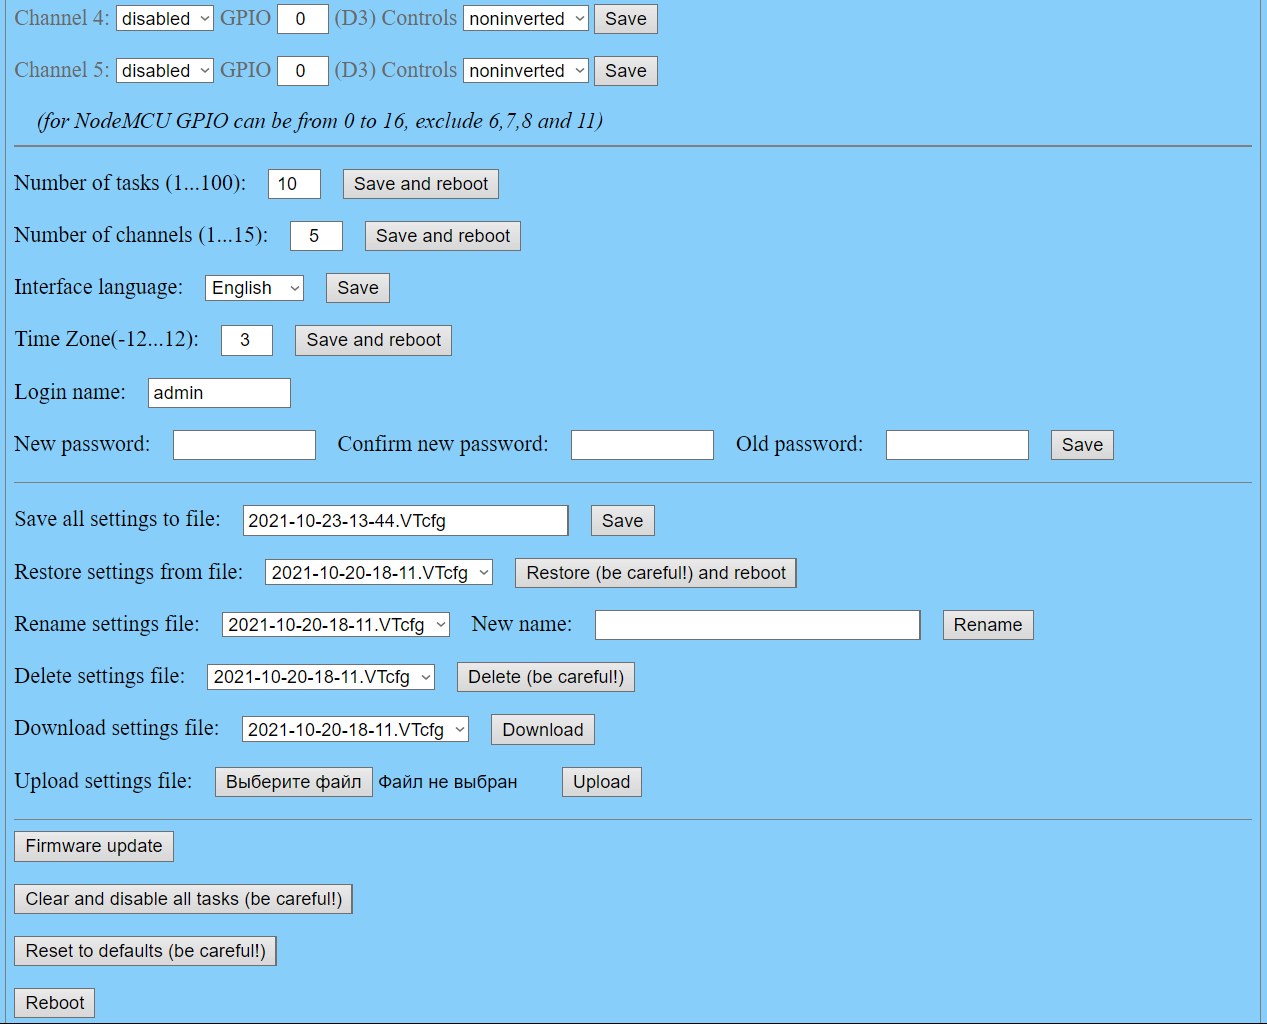 Channel 4: disabled GPIO 0 (D3) Controls noninverted Save
Channel 5: disabled GPIO 0 (D3) Controls noninverted Save
(for NodeMCU GPIO can be from 0 to 16, exclude 6,7,8 and 11)
Number of tasks (1...100): 10 Save and reboot
Number of channels (1...15): 5 Save and reboot
Interface language: English Save
Time Zone(-12...12): 3 Save and reboot
Login name: admin
New password: Confirm new password: Old password: Save
Save all settings to file: 2021-10-23-13-44.VTcfg Save
Restore settings from file: 2021-10-20-18-11.VTcfg Restore (be careful!) and reboot
Rename settings file: 2021-10-20-18-11.VTcfg New name: Rename
Delete settings file: 2021-10-20-18-11.VTcfg Delete (be careful!)
Download settings file: 2021-10-20-18-11.VTcfg Download
Upload settings file: Выберите файл Файл не выбран Upload
Firmware update
Clear and disable all tasks (be careful!)
Reset to defaults (be careful!)
Reboot